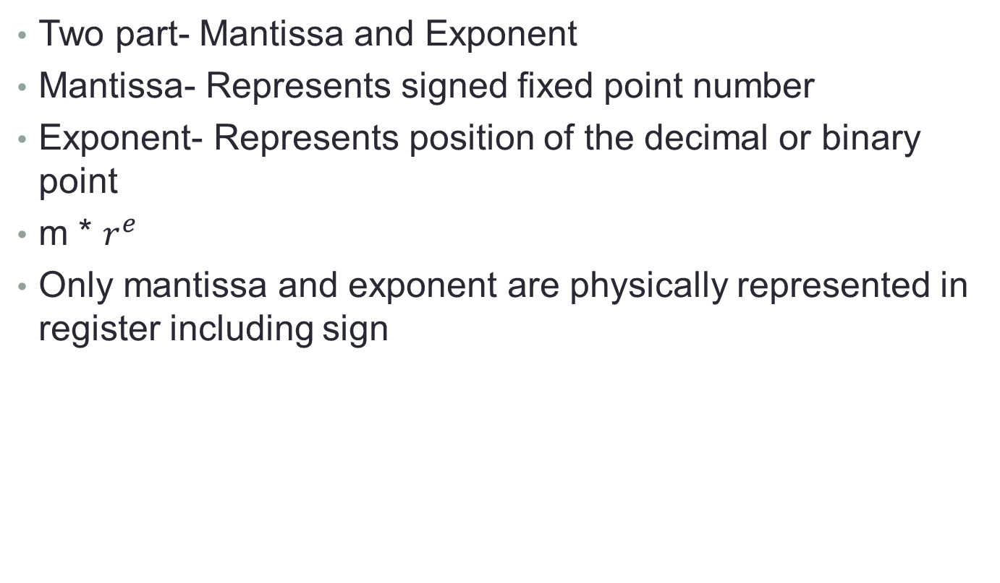 • Two part- Mantissa and Exponent
• Mantissa- Represents signed fixed point number
• Exponent- Represents position of the decimal or binary
point
• m * 𝑟^𝑒
• Only mantissa and exponent are physically represented in
register including sign